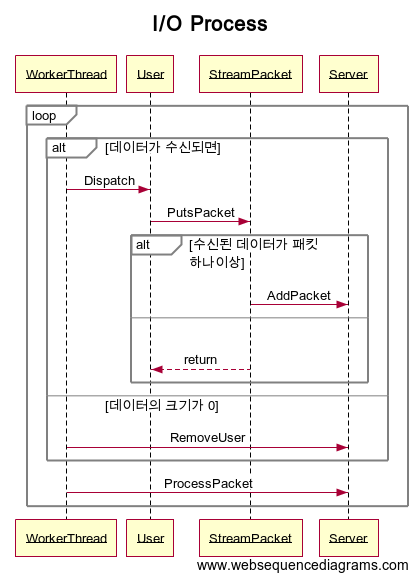 I/O Process
WorkerThread User StreamPacket Server
loop
alt [데이터가 수신되면]
Dispatch
PutsPacket
alt [수신된 데이터가 패킷
하나이상]
AddPacket
return
[데이터의 크기가 0]
RemoveUser
ProcessPacket
WorkerThread User StreamPacket Server
www.websequencediagrams.com